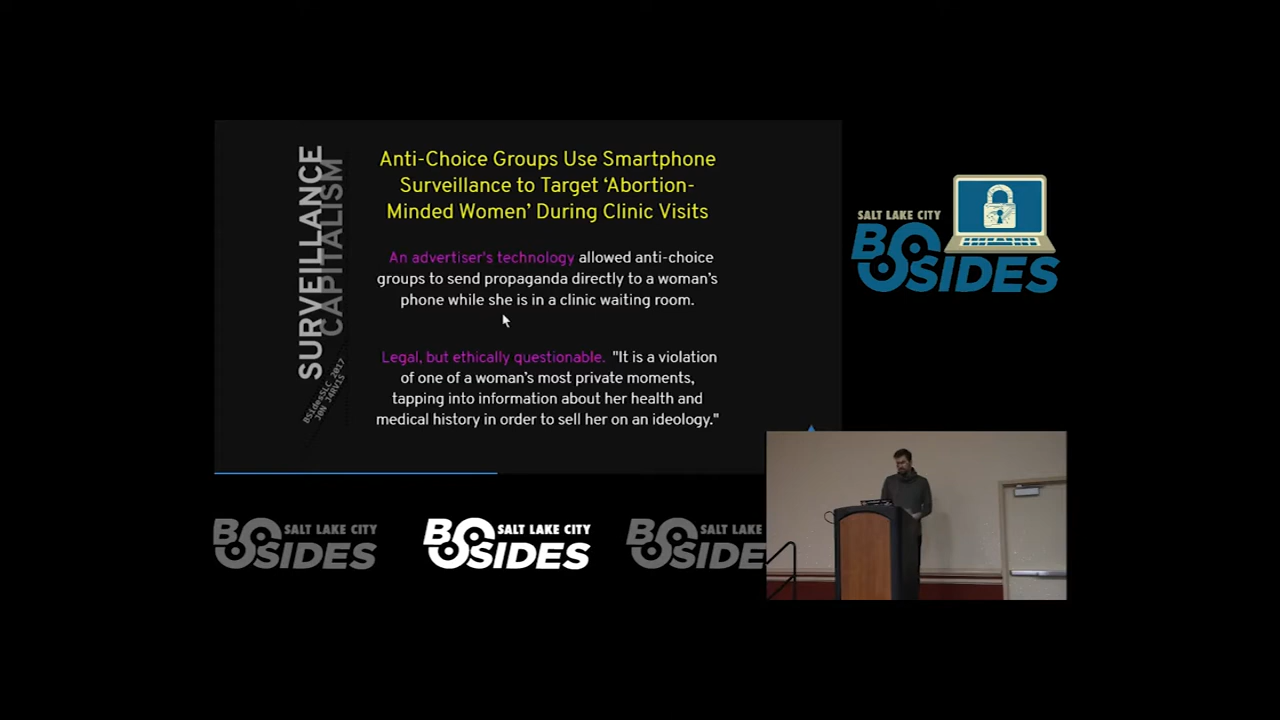 SURVEILLANCE
CAPITALISM
BSidesSLC 2017
J0N J4RV1S
Anti-Choice Groups Use Smartphone
Surveillance to Target ‘Abortion-
Minded Women’ During Clinic Visits
An advertiser's technology allowed anti-choice
groups to send propaganda directly to a woman’s
phone while she is in a clinic waiting room.
Legal, but ethically questionable. "It is a violation
of one of a woman’s most private moments,
tapping into information about her health and
medical history in order to sell her on an ideology."
SALT LAKE CITY
BSIDES
SALT LAKE CITY
BSIDES
SALT LAKE CITY
BSIDES
SALT LAKE
BSIDE